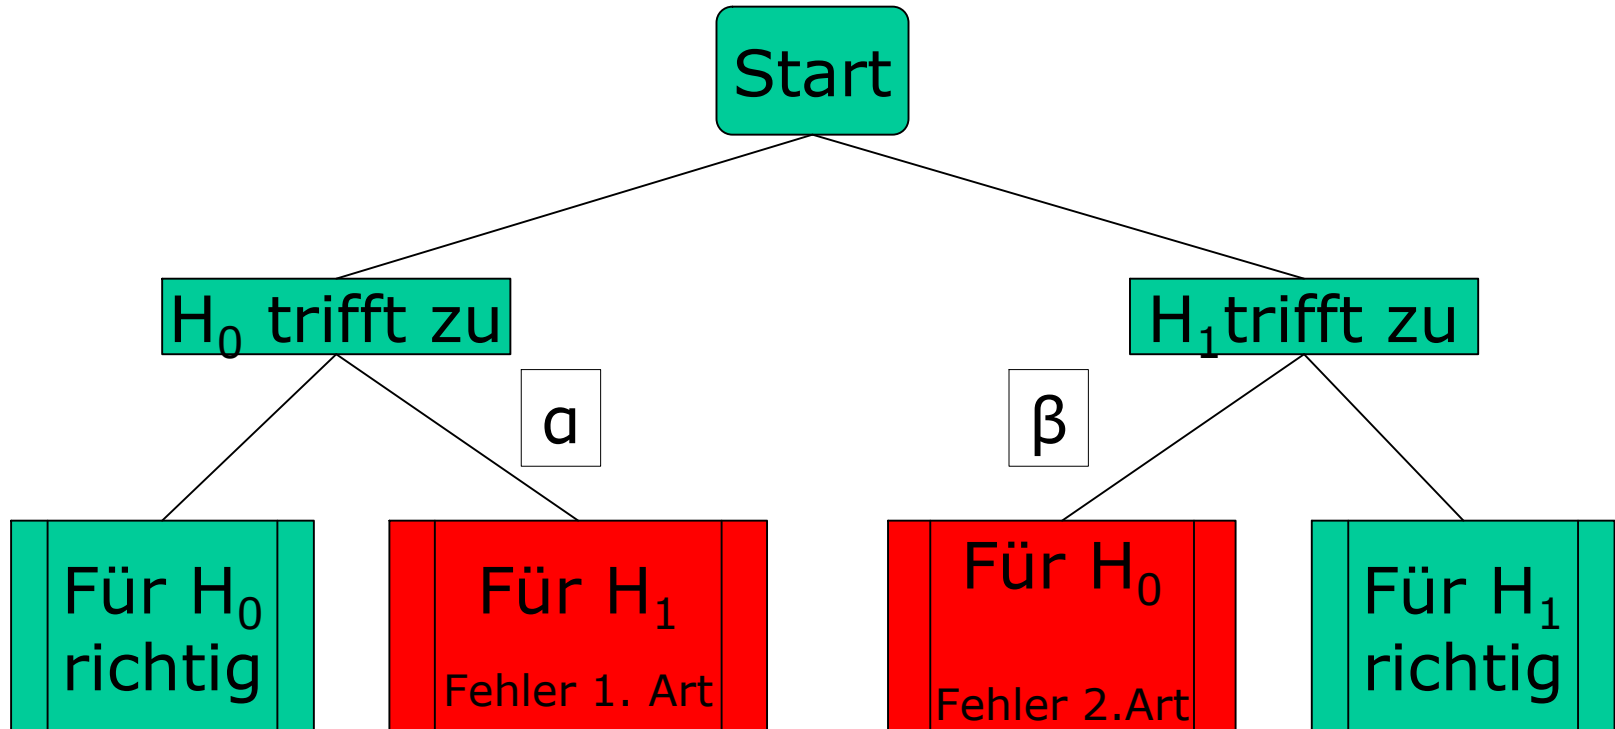 Start
H₀ trifft zu
H₁trifft zu
α
β
Für H₀
richtig
Für H₁
Fehler 1. Art
Für H₀
Fehler 2.Art
Für H₁
richtig